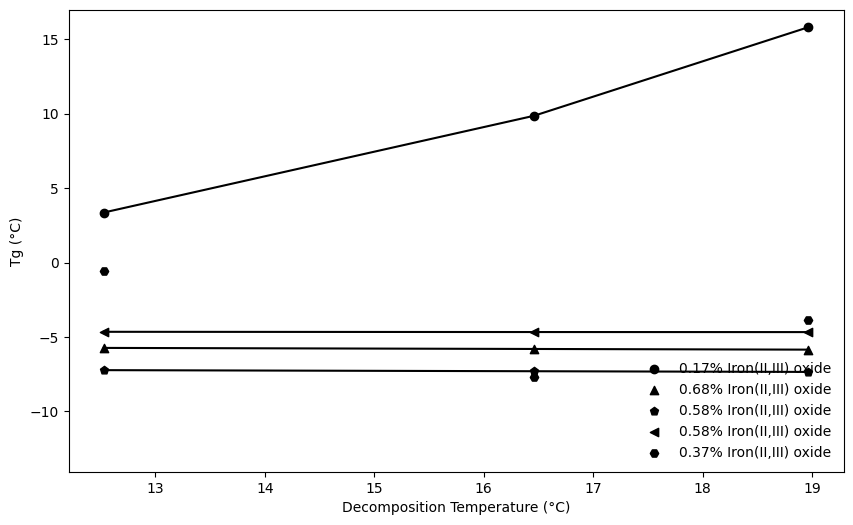 15
10
5
0
−5
−10
Tg (°C)
0.17% Iron(II,III) oxide
0.68% Iron(II,III) oxide
0.58% Iron(II,III) oxide
0.58% Iron(II,III) oxide
0.37% Iron(II,III) oxide
13 14 15 16 17 18 19
Decomposition Temperature (°C)